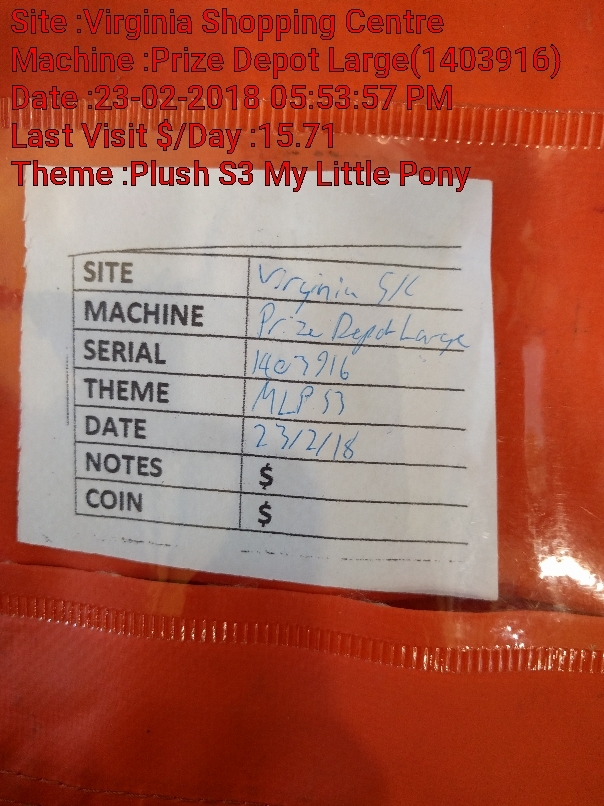 Site :Virginia Shopping Centre
Machine :Prize Depot Large(1403916)
Date :23-02-2018 05:53:57 PM
Last Visit $/Day :15.71
Theme :Plush S3 My Little Pony
SITE Virginia S/C
MACHINE Prize Depot Large
SERIAL 1403916
THEME MLP S3
DATE 23/2/18
NOTES $
COIN $